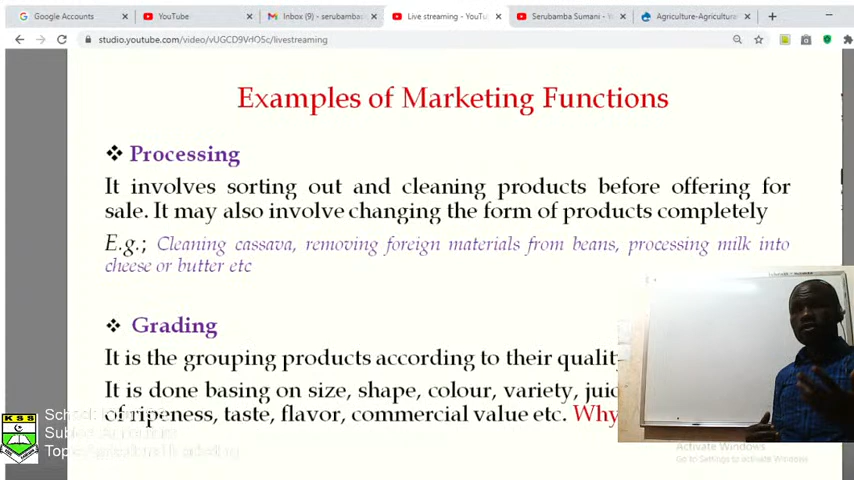 Google Accounts
YouTube
Inbox (9) - serubamba
Live streaming - YouTu
Serubamba Sumani - Y
Agriculture-Agricultural
studio.youtube.com/video/
/livestreaming
Examples of Marketing Functions
❖ Processing
It involves sorting out and cleaning products before offering for
sale. It may also involve changing the form of products completely
E.g.; Cleaning cassava, removing foreign materials from beans, processing milk into
cheese or butter etc
❖ Grading
It is the grouping products according to their quality
It is done basing on size, shape, colour, variety,
of ripeness, taste, flavor, commercial value etc. Why
KSS
Activate Windows
Go to Settings to activate Windows.